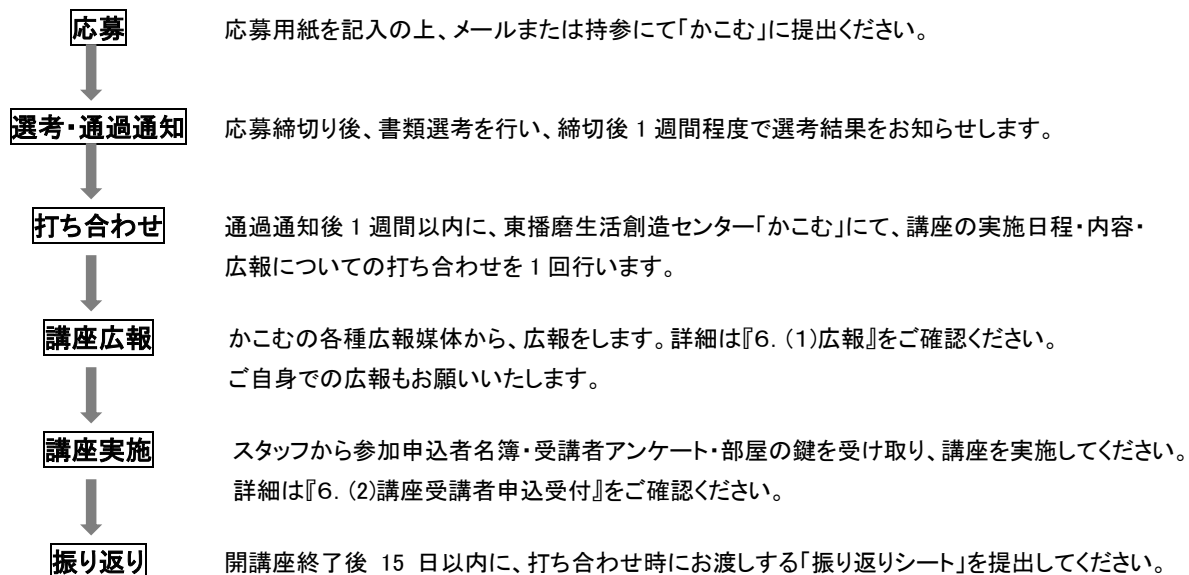 応募 応募用紙を記入の上、メールまたは持参にて「かこむ」に提出ください。
選考・通過通知 応募締切り後、書類選考を行い、締切後 1 週間程度で選考結果をお知らせします。
打ち合わせ 通過通知後 1 週間以内に、東播磨生活創造センター「かこむ」にて、講座の実施日程・内容・
広報についての打ち合わせを 1 回行います。
講座広報 かこむの各種広報媒体から、広報をします。詳細は『6. (1)広報』をご確認ください。
ご自身での広報もお願いいたします。
講座実施 スタッフから参加申込者名簿・受講者アンケート・部屋の鍵を受け取り、講座を実施してください。
詳細は『6. (2)講座受講者申込受付』をご確認ください。
振り返り 開講座終了後 15 日以内に、打ち合わせ時にお渡しする「振り返りシート」を提出してください。